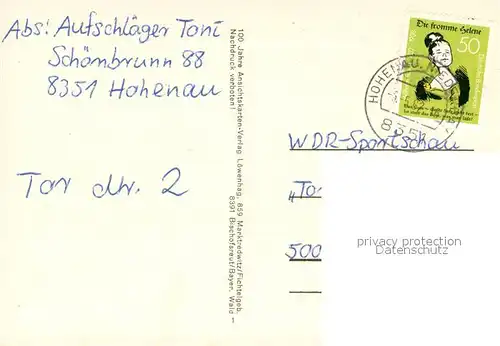 Abs: Aufschläger Toni
Schönbrunn 88
8351 Hohenau
Tor Nr. 2
100 Jahre Ansichtskarten-Verlag Löwenhag, 859 Marktredwitz/Fichtelgeb.
Nachdruck verboten! 8391 Bischofsreut/Bayer. Wald
Die fromme Helene
50
HOHENAU, N
8351
WDR-Sportschau
„To
500
privacy protection
Datenschutz